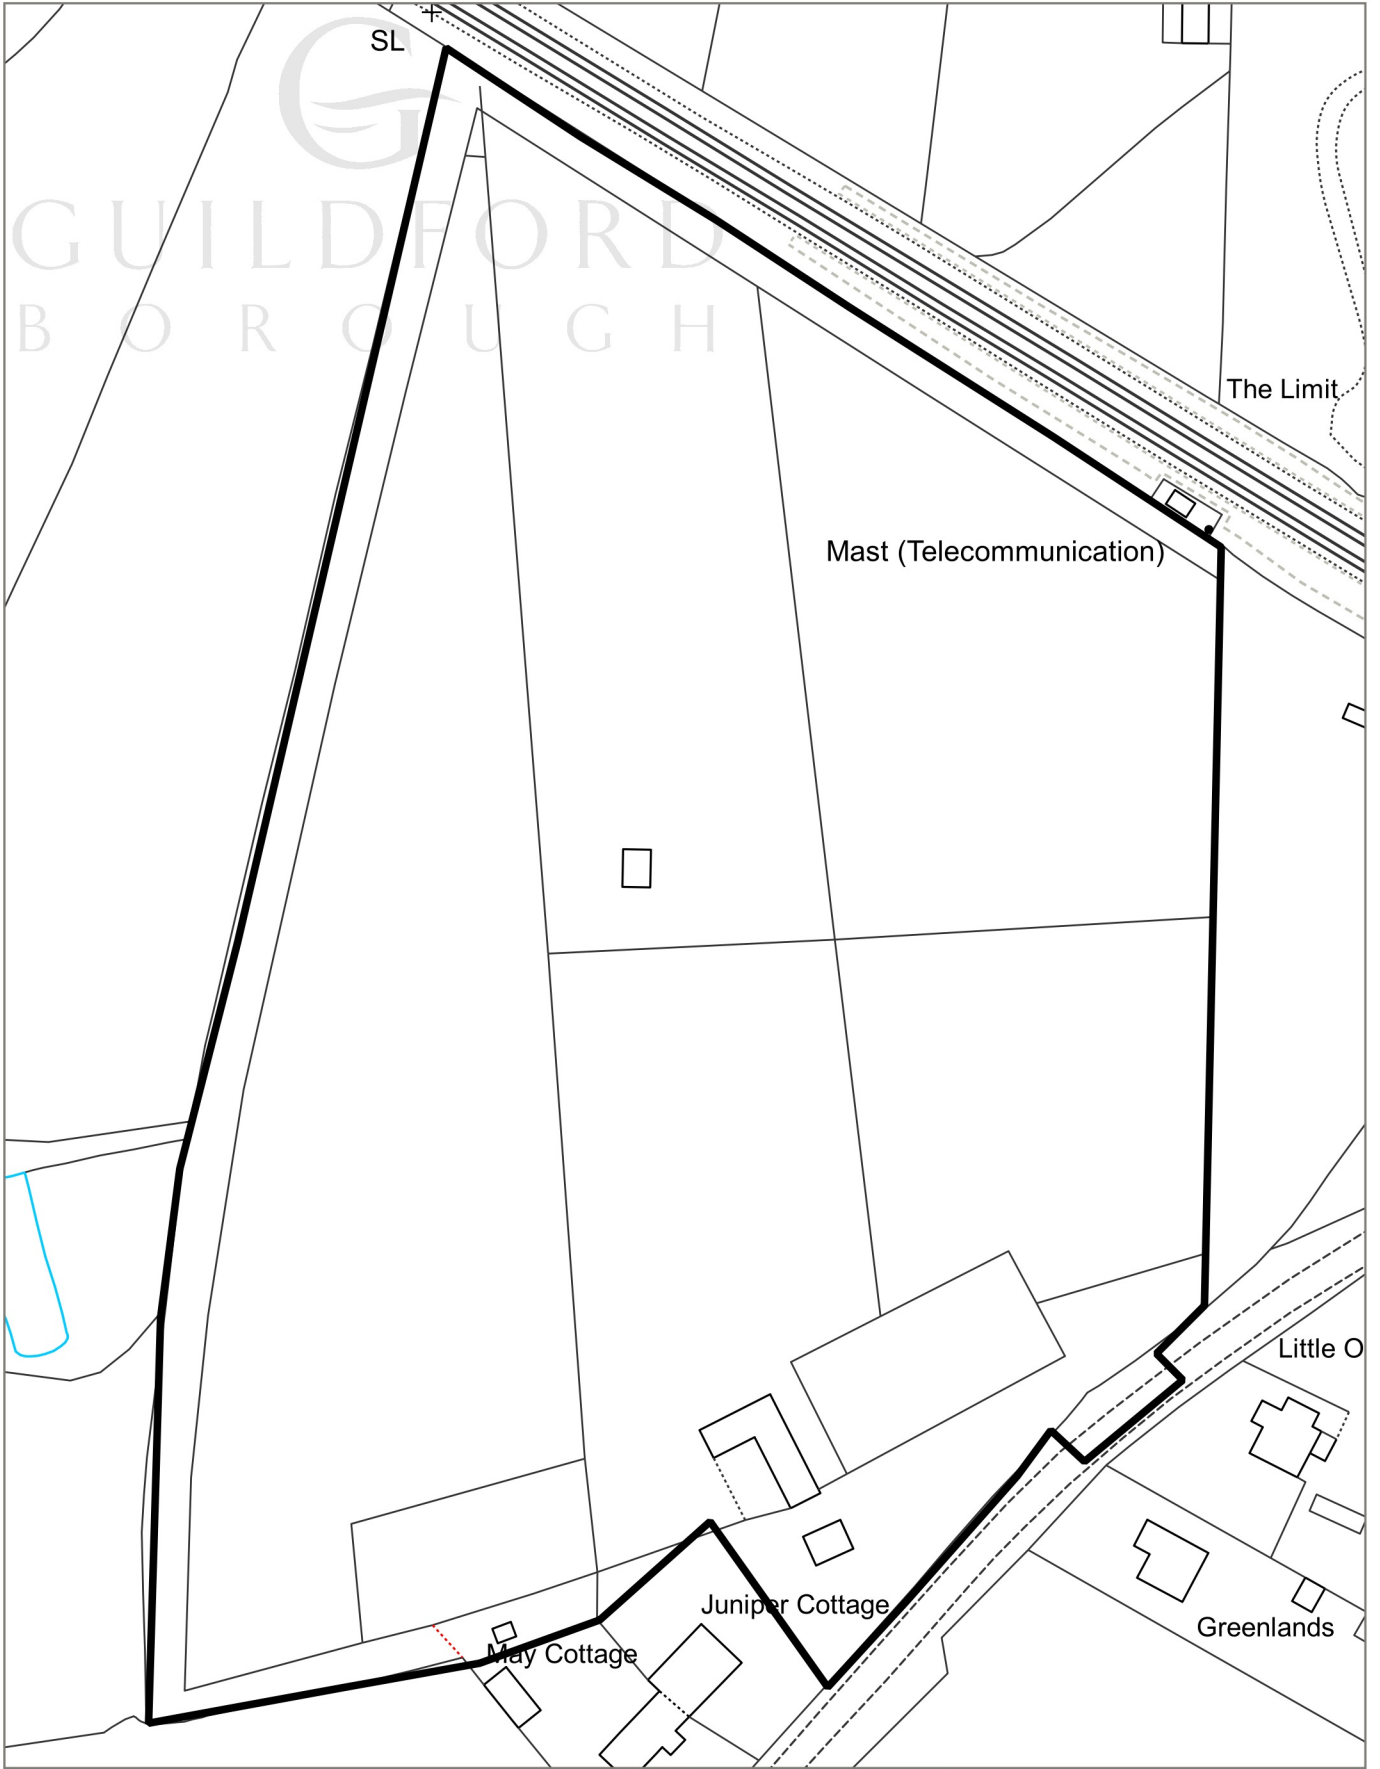 SL
GUILDFORD
BOROUGH
The Limit
Mast (Telecommunication)
Little O
Juniper Cottage
Greenlands
May Cottage